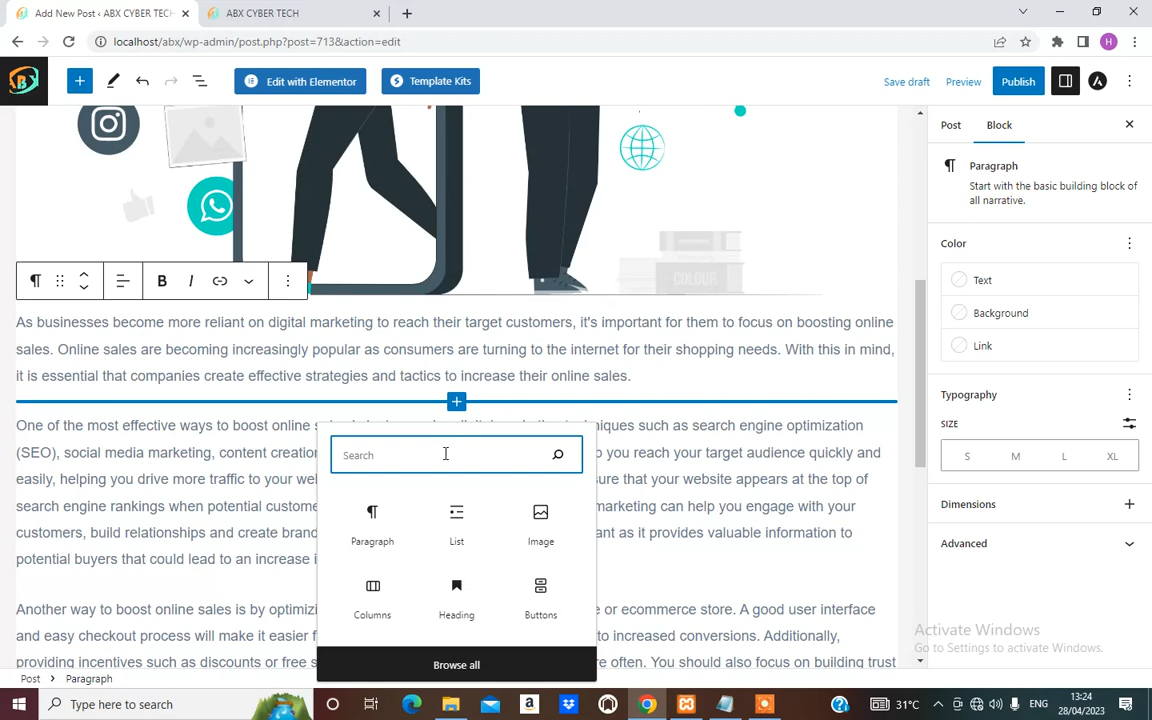 Add New Post ‹ ABX CYBER TECH
ABX CYBER TECH
localhost/abx/wp-admin/post.php?post=713&action=edit
H
BX
Edit with Elementor
Template Kits
Save draft
Preview
Publish
Post
Block
Paragraph
Start with the basic building block of
all narrative.
COLOUR
Color
Text
Background
Link
B I
As businesses become more reliant on digital marketing to reach their target customers, it's important for them to focus on boosting online
sales. Online sales are becoming increasingly popular as consumers are turning to the internet for their shopping needs. With this in mind,
it is essential that companies create effective strategies and tactics to increase their online sales.
Typography
SIZE
S M L XL
Dimensions
Advanced
One of the most effective ways to boost online
techniques such as search engine optimization
(SEO), social media marketing, content creation
p you reach your target audience quickly and
easily, helping you drive more traffic to your we
sure that your website appears at the top of
search engine rankings when potential custome
marketing can help you engage with your
customers, build relationships and create bran
ant as it provides valuable information to
potential buyers that could lead to an increase i
Search
Paragraph
List
Image
Columns
Heading
Buttons
Browse all
Another way to boost online sales is by optimizi
e or ecommerce store. A good user interface
and easy checkout process will make it easier f
to increased conversions. Additionally,
providing incentives such as discounts or free s
re often. You should also focus on building trust
Activate Windows
Go to Settings to activate Windows.
Post
Paragraph
Type here to search
31°C
ENG
13:24
28/04/2023